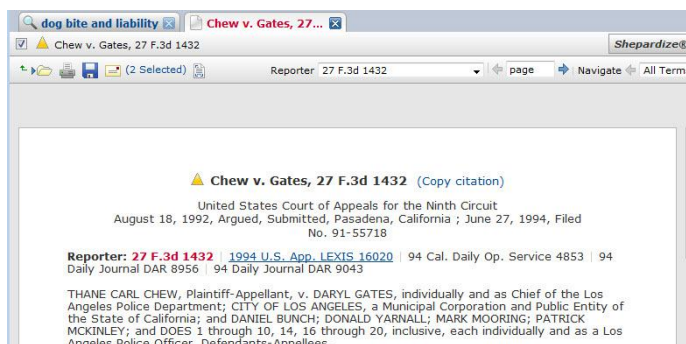 dog bite and liability Chew v. Gates, 27...
Chew v. Gates, 27 F.3d 1432 Shepardize®
(2 Selected) Reporter 27 F.3d 1432 page Navigate All Term
Chew v. Gates, 27 F.3d 1432 (Copy citation)
United States Court of Appeals for the Ninth Circuit
August 18, 1992, Argued, Submitted, Pasadena, California ; June 27, 1994, Filed
No. 91-55718
Reporter: 27 F.3d 1432 | 1994 U.S. App. LEXIS 16020 | 94 Cal. Daily Op. Service 4853 | 94
Daily Journal DAR 8956 | 94 Daily Journal DAR 9043
THANE CARL CHEW, Plaintiff-Appellant, v. DARYL GATES, individually and as Chief of the Los
Angeles Police Department; CITY OF LOS ANGELES, a Municipal Corporation and Public Entity of
the State of California; and DANIEL BUNCH; DONALD YARNALL; MARK MOORING; PATRICK
MCKINLEY; and DOES 1 through 10, 14, 16 through 20, inclusive, each individually and as a Los
Angeles Police Officer, Defendants-Appellees